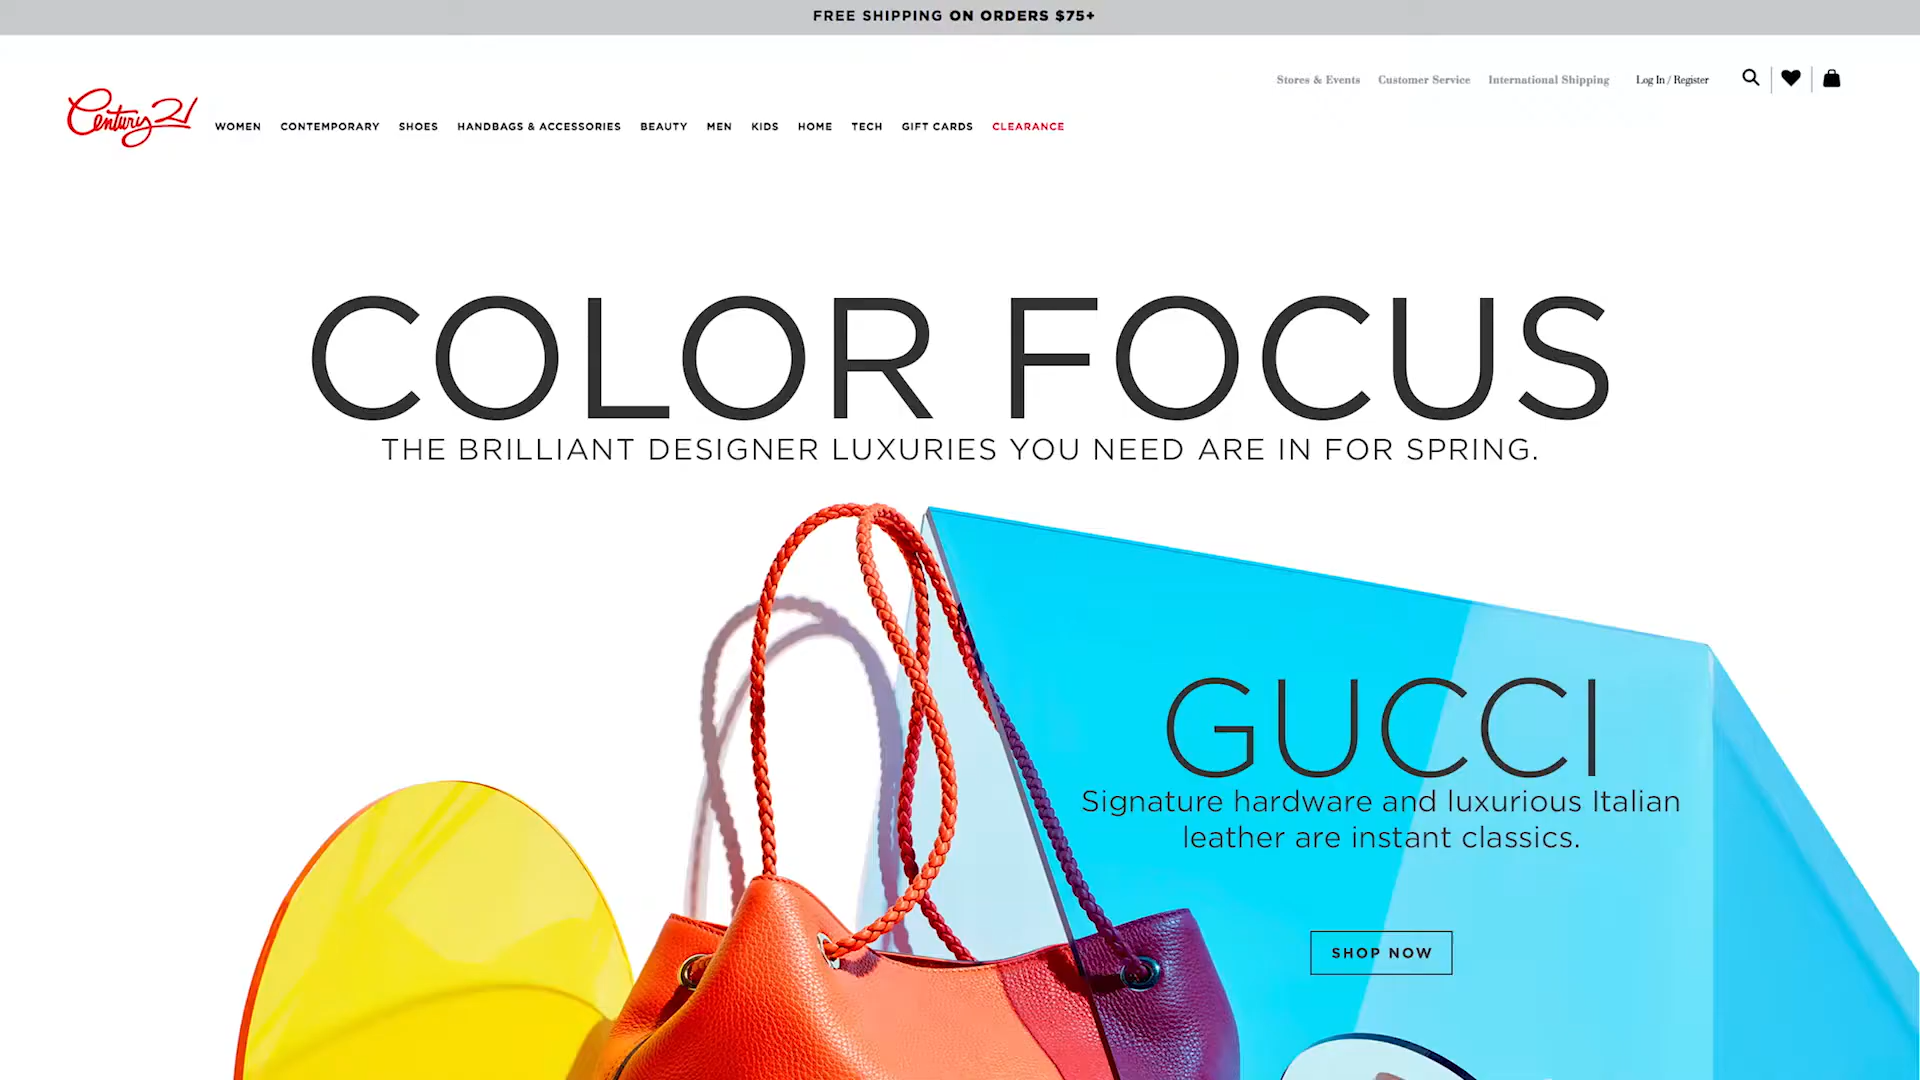 FREE SHIPPING ON ORDERS $75+
Stores & Events Customer Service International Shipping Log In / Register
Century 21
WOMEN CONTEMPORARY SHOES HANDBAGS & ACCESSORIES BEAUTY MEN KIDS HOME TECH GIFT CARDS CLEARANCE
COLOR FOCUS
THE BRILLIANT DESIGNER LUXURIES YOU NEED ARE IN FOR SPRING.
GUCCI
Signature hardware and luxurious Italian
leather are instant classics.
SHOP NOW